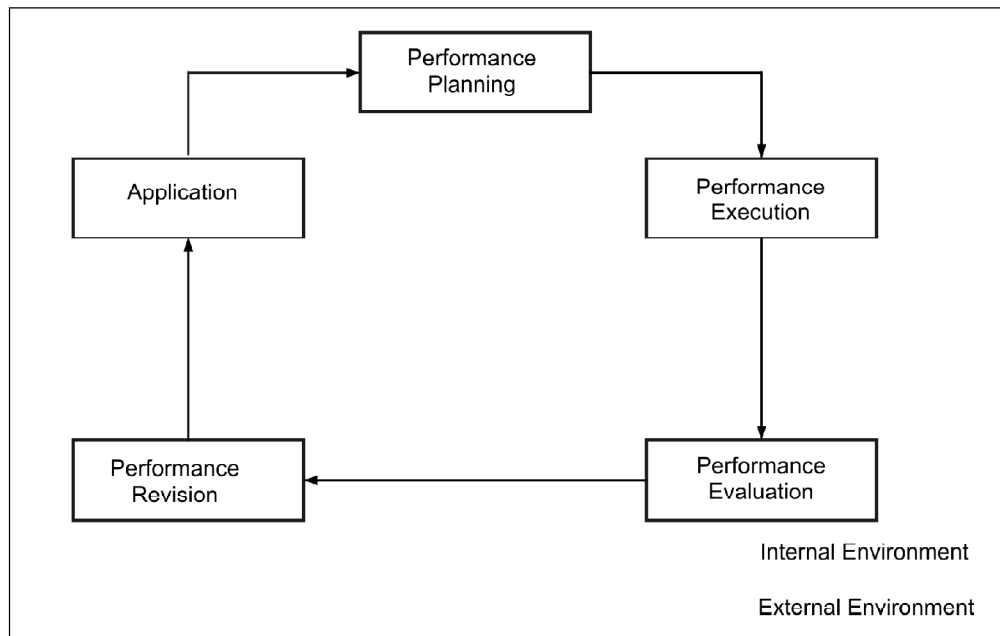 Performance
Planning
Application
Performance
Execution
Performance
Revision
Performance
Evaluation
Internal Environment
External Environment